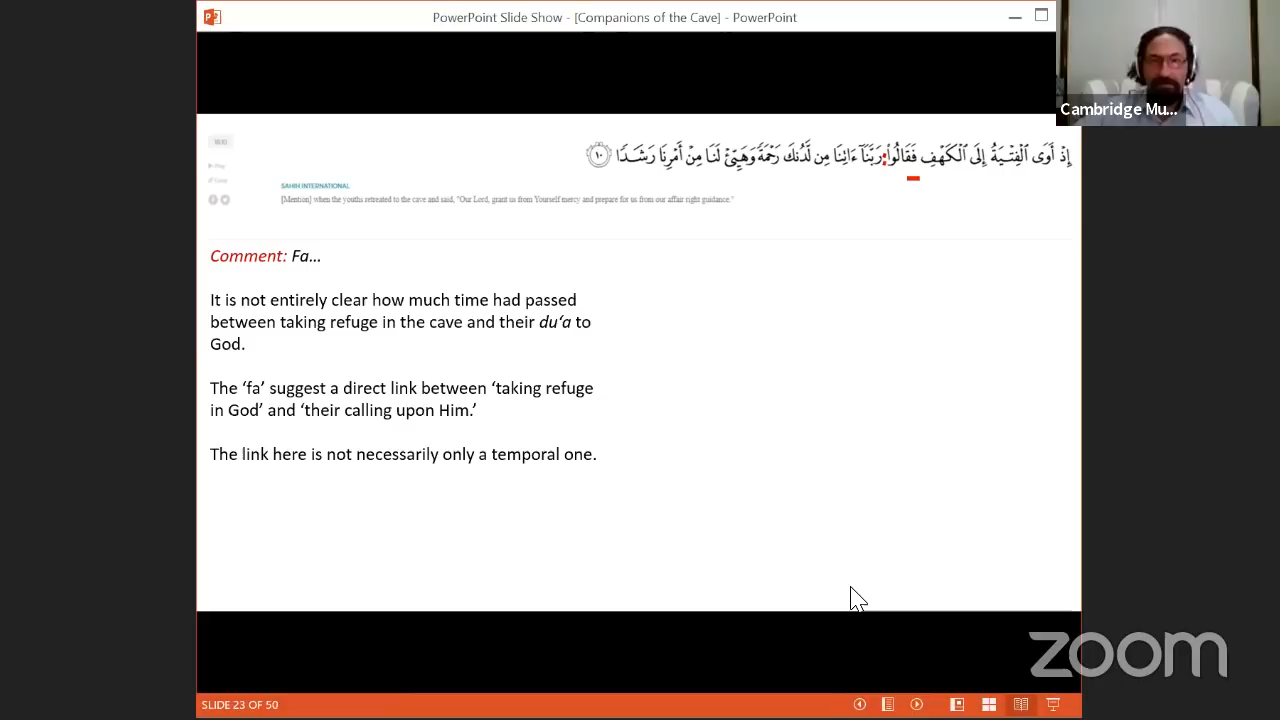 PowerPoint Slide Show - [Companions of the Cave] - PowerPoint
Cambridge Mu...
18:10
إِذْ أَوَى ٱلْفِتْيَةُ إِلَى ٱلْكَهْفِ فَقَالُوا۟ رَبَّنَآ ءَاتِنَا مِن لَّدُنكَ رَحْمَةً وَهَيِّئْ لَنَا مِنْ أَمْرِنَا رَشَدًا ١٠
Play
Copy
SAHIH INTERNATIONAL
[Mention] when the youths retreated to the cave and said, "Our Lord, grant us from Yourself mercy and prepare for us from our affair right guidance."
Comment: Fa...
It is not entirely clear how much time had passed
between taking refuge in the cave and their du‘a to
God.
The ‘fa’ suggest a direct link between ‘taking refuge
in God’ and ‘their calling upon Him.’
The link here is not necessarily only a temporal one.
zoom
SLIDE 23 OF 50